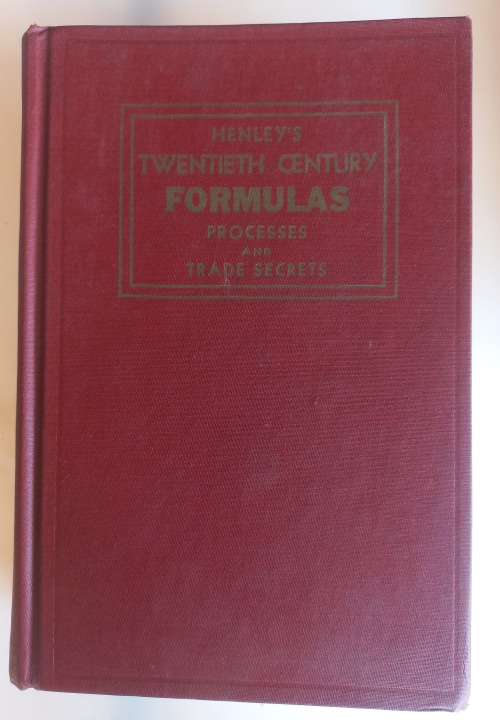 HENLEY'S
TWENTIETH CENTURY
FORMULAS
PROCESSES
AND
TRADE SECRETS